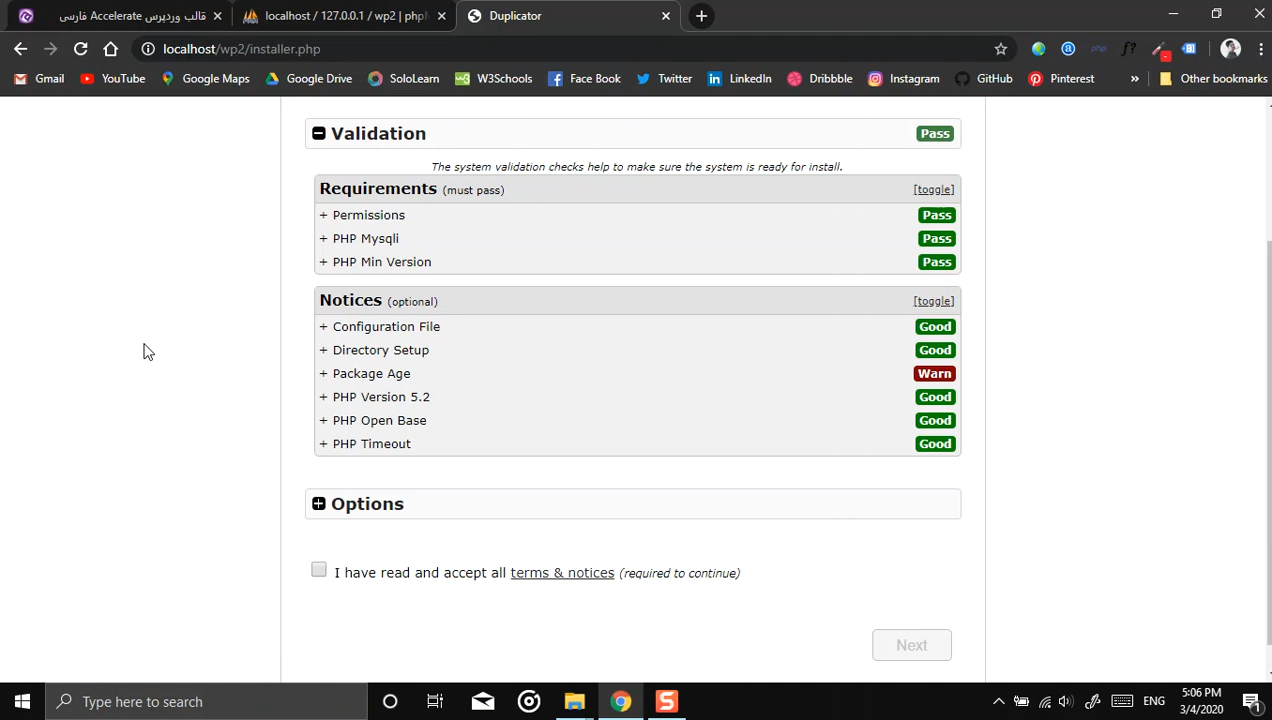 قالب وردپرس Accelerate فارسی
localhost / 127.0.0.1 / wp2 | php
Duplicator
localhost/wp2/installer.php
Gmail YouTube Google Maps Google Drive SoloLearn W3Schools Face Book Twitter LinkedIn Dribbble Instagram GitHub Pinterest » Other bookmarks
Validation Pass
The system validation checks help to make sure the system is ready for install.
Requirements (must pass) [toggle]
+ Permissions Pass
+ PHP Mysqli Pass
+ PHP Min Version Pass
Notices (optional) [toggle]
+ Configuration File Good
+ Directory Setup Good
+ Package Age Warn
+ PHP Version 5.2 Good
+ PHP Open Base Good
+ PHP Timeout Good
Options
I have read and accept all terms & notices (required to continue)
Next
Type here to search
ENG
5:06 PM
3/4/2020
1